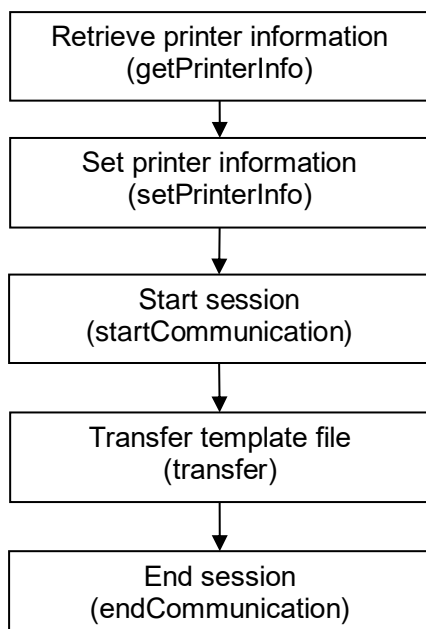 Retrieve printer information
(getPrinterInfo)
Set printer information
(setPrinterInfo)
Start session
(startCommunication)
Transfer template file
(transfer)
End session
(endCommunication)